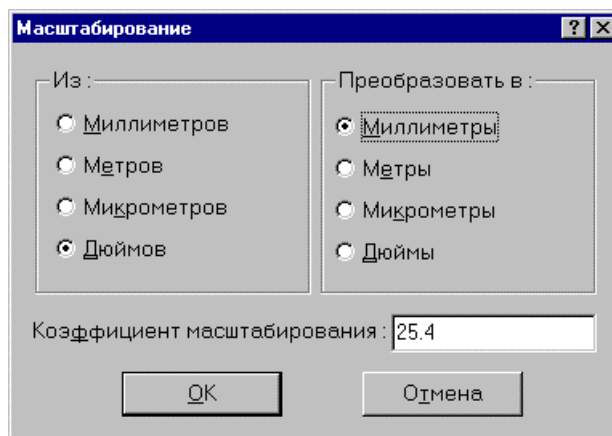 Масштабирование
Из :
Миллиметров
Метров
Микрометров
Дюймов
Преобразовать в :
Миллиметры
Метры
Микрометры
Дюймы
Коэффициент масштабирования : 25.4
OK
Отмена